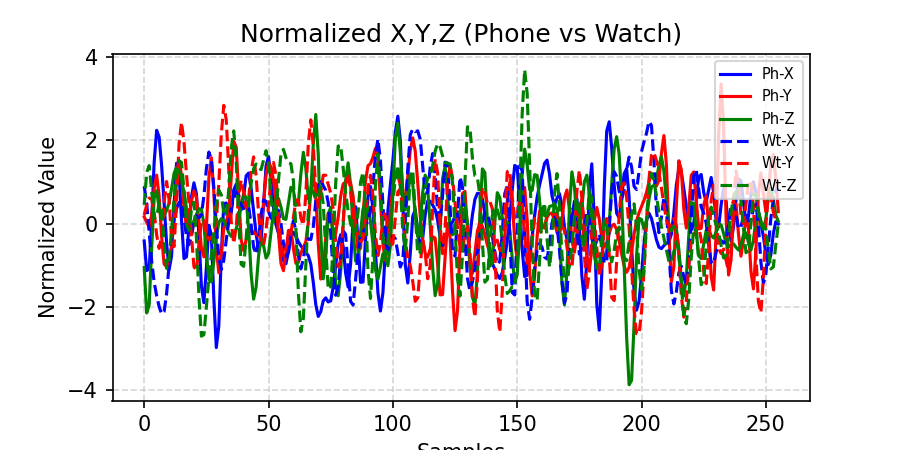 Normalized X,Y,Z (Phone vs Watch)
Normalized Value
4
2
0
−2
−4
Ph-X
Ph-Y
Ph-Z
Wt-X
Wt-Y
Wt-Z
0 50 100 150 200 250
Samples